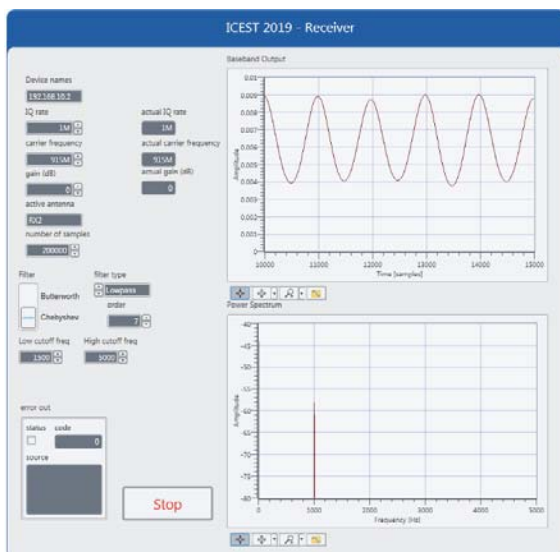 ICEST 2019 - Receiver
Device names
192.168.10.2
IQ rate
1M
actual IQ rate
1M
carrier frequency
915M
actual carrier frequency
915M
gain (dB)
0
actual gain (dB)
0
active antenna
RX2
number of samples
200000
Filter
Butterworth
Chebyshev
filter type
Lowpass
order
7
Low cutoff freq
1500
High cutoff freq
5000
error out
status
code
0
source
Stop
Baseband Output
Amplitude
0.01
0.009
0.008
0.007
0.006
0.005
0.004
0.003
0.002
0.001
0
10000
11000
12000
13000
14000
15000
Time [samples]
Power Spectrum
Amplitude
-40
-45
-50
-55
-60
-65
-70
-75
-80
0
1000
2000
3000
4000
5000
Frequency [Hz]